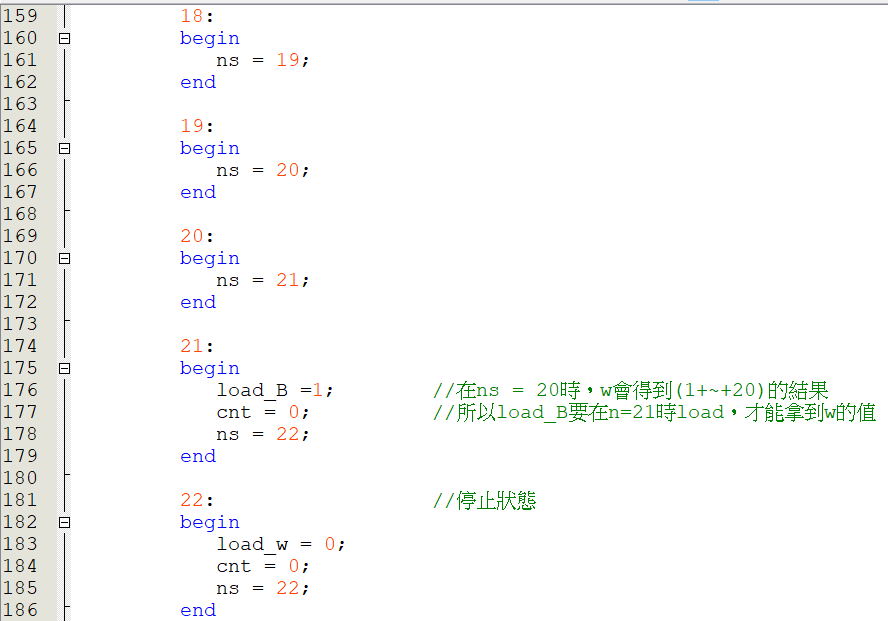 159 18:
160 begin
161 ns = 19;
162 end
163
164 19:
165 begin
166 ns = 20;
167 end
168
169 20:
170 begin
171 ns = 21;
172 end
173
174 21:
175 begin
176 load_B =1; //在ns = 20時，w會得到(1+~+20)的結果
177 cnt = 0; //所以load_B要在n=21時load，才能拿到w的值
178 ns = 22;
179 end
180
181 22: //停止狀態
182 begin
183 load_w = 0;
184 cnt = 0;
185 ns = 22;
186 end